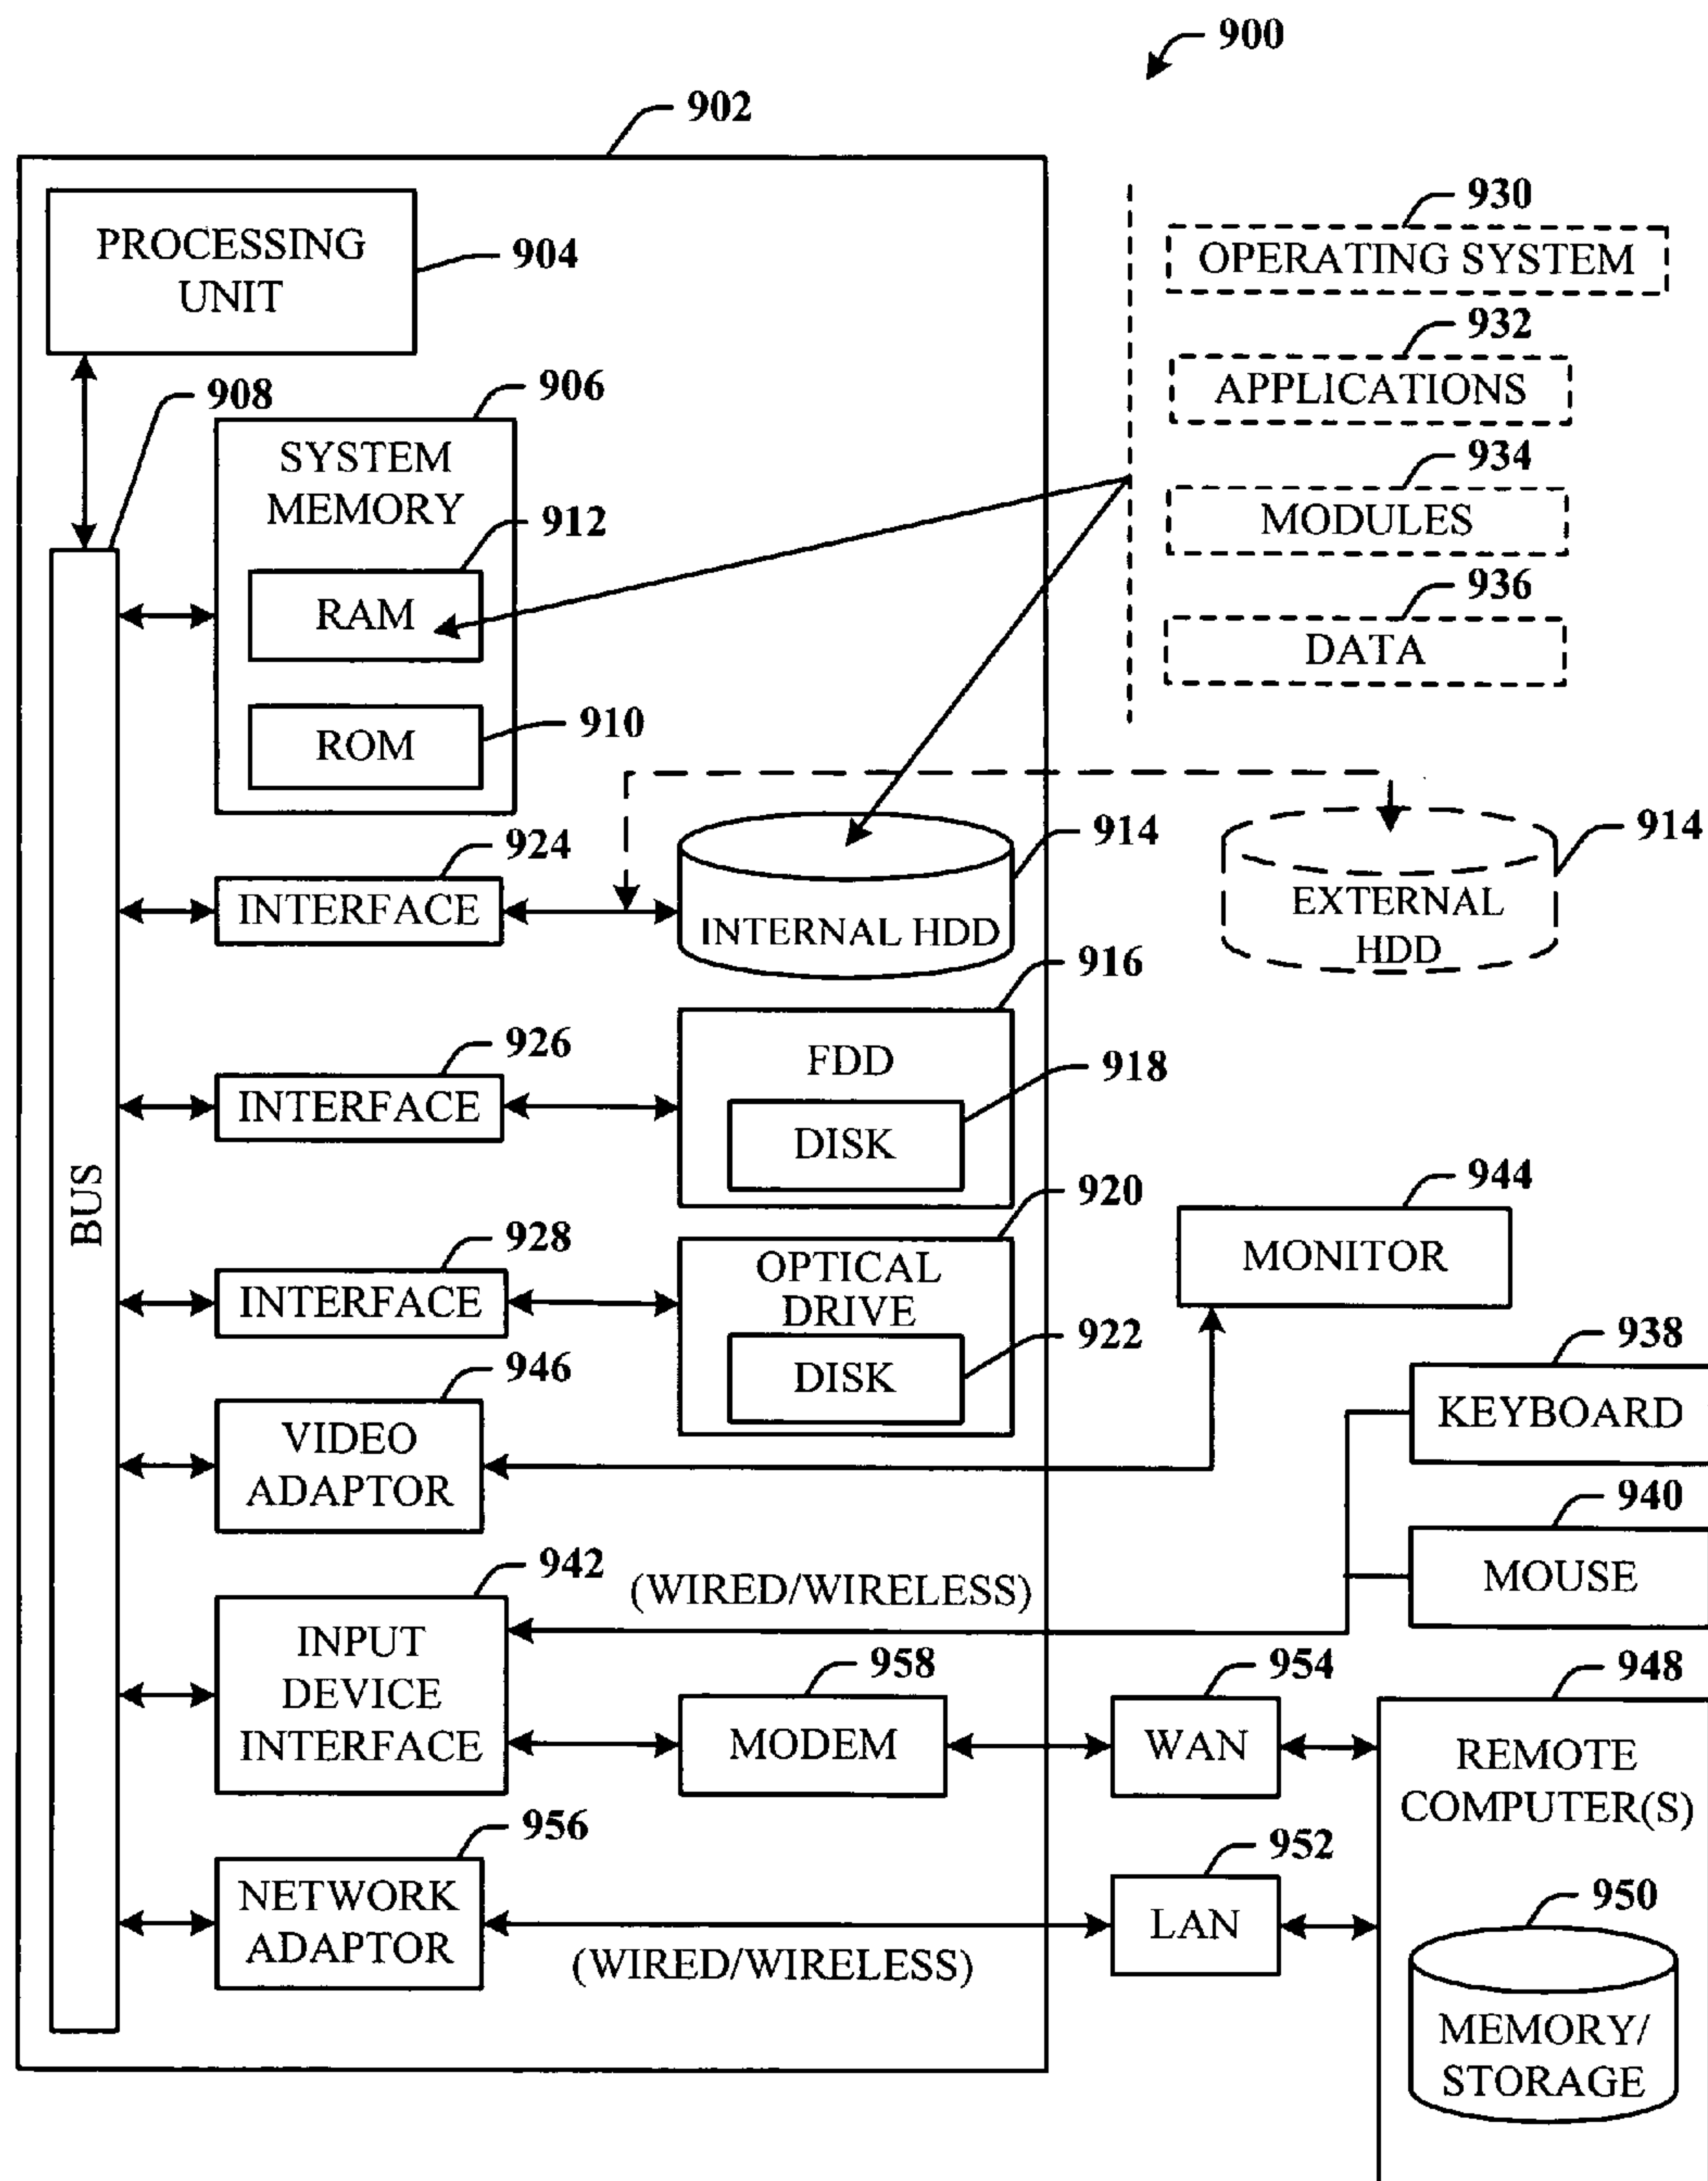 900
902
PROCESSING
UNIT
904
930
OPERATING SYSTEM
932
APPLICATIONS
934
MODULES
936
DATA
908
906
SYSTEM
MEMORY
912
RAM
910
ROM
BUS
924
INTERFACE
914
INTERNAL HDD
914
EXTERNAL
HDD
926
INTERFACE
916
FDD
918
DISK
928
INTERFACE
920
OPTICAL
DRIVE
922
DISK
944
MONITOR
946
VIDEO
ADAPTOR
938
KEYBOARD
940
MOUSE
942
INPUT
DEVICE
INTERFACE
(WIRED/WIRELESS)
958
MODEM
954
WAN
948
REMOTE
COMPUTER(S)
956
NETWORK
ADAPTOR
(WIRED/WIRELESS)
952
LAN
950
MEMORY/
STORAGE